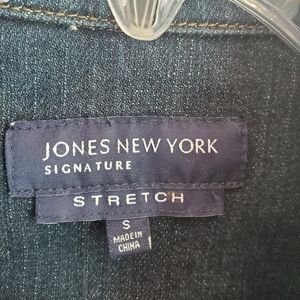 JONES NEW YORK
SIGNATURE
STRETCH
S
MADE IN
CHINA